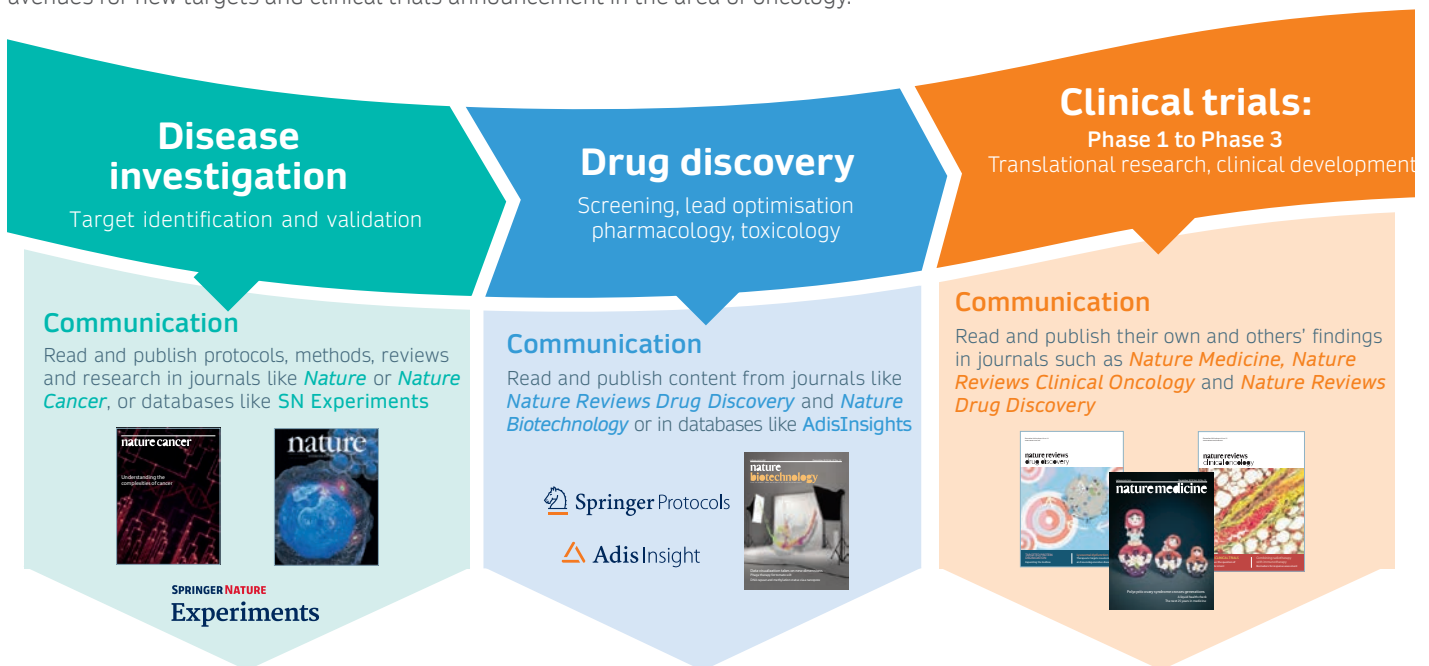 avenues for new targets and clinical trials announcement in the area of oncology.
Disease
investigation
Target identification and validation
Drug discovery
Screening, lead optimisation
pharmacology, toxicology
Clinical trials:
Phase 1 to Phase 3
Translational research, clinical development
Communication
Read and publish protocols, methods, reviews
and research in journals like Nature or Nature
Cancer, or databases like SN Experiments
nature cancer
Understanding the
complexities of cancer
nature
SPRINGER NATURE
Experiments
Communication
Read and publish content from journals like
Nature Reviews Drug Discovery and Nature
Biotechnology or in databases like AdisInsights
Springer Protocols
AdisInsight
nature
biotechnology
Communication
Read and publish their own and others' findings
in journals such as Nature Medicine, Nature
Reviews Clinical Oncology and Nature Reviews
Drug Discovery
nature reviews
drug discovery
nature medicine
nature reviews
clinical oncology